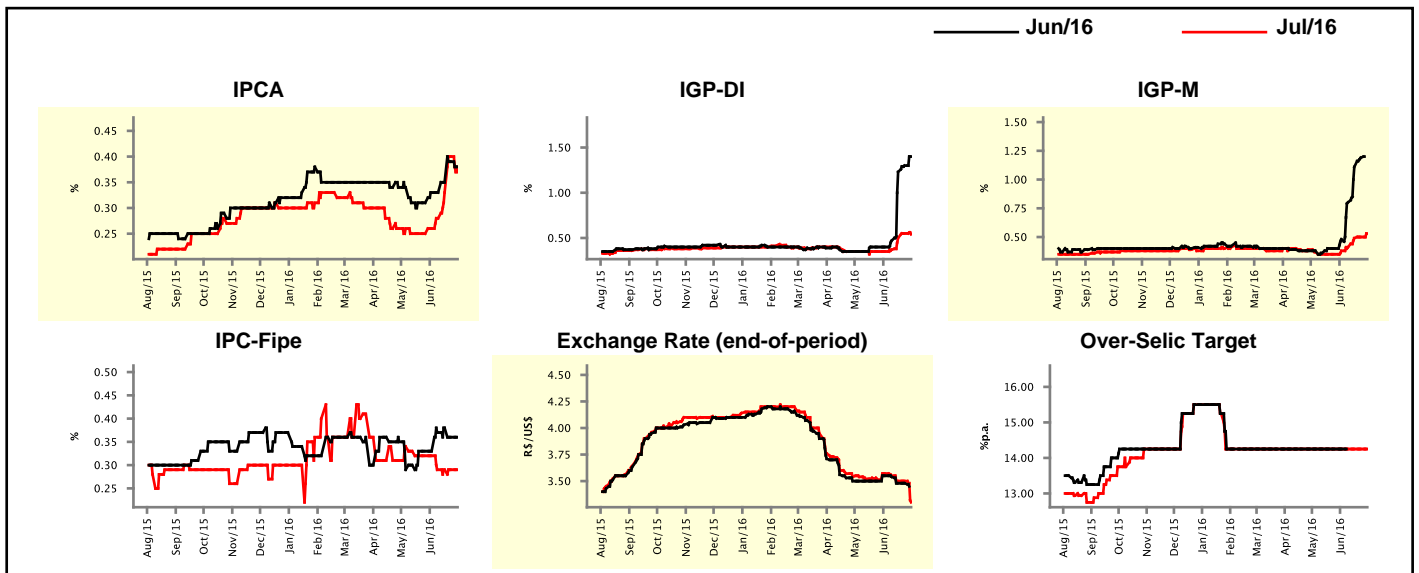 Jun/16 Jul/16
IPCA
IGP-DI
IGP-M
%
0.45
0.40
0.35
0.30
0.25
Aug/15 Sep/15 Oct/15 Nov/15 Dec/15 Jan/16 Feb/16 Mar/16 Apr/16 May/16 Jun/16
%
1.50
1.00
0.50
Aug/15 Sep/15 Oct/15 Nov/15 Dec/15 Jan/16 Feb/16 Mar/16 Apr/16 May/16 Jun/16
%
1.50
1.25
1.00
0.75
0.50
Aug/15 Sep/15 Oct/15 Nov/15 Dec/15 Jan/16 Feb/16 Mar/16 Apr/16 May/16 Jun/16
IPC-Fipe
Exchange Rate (end-of-period)
Over-Selic Target
%
0.50
0.45
0.40
0.35
0.30
0.25
Aug/15 Sep/15 Oct/15 Nov/15 Dec/15 Jan/16 Feb/16 Mar/16 Apr/16 May/16 Jun/16
R$/US$
4.50
4.25
4.00
3.75
3.50
Aug/15 Sep/15 Oct/15 Nov/15 Dec/15 Jan/16 Feb/16 Mar/16 Apr/16 May/16 Jun/16
%p.a.
16.00
15.00
14.00
13.00
Aug/15 Sep/15 Oct/15 Nov/15 Dec/15 Jan/16 Feb/16 Mar/16 Apr/16 May/16 Jun/16